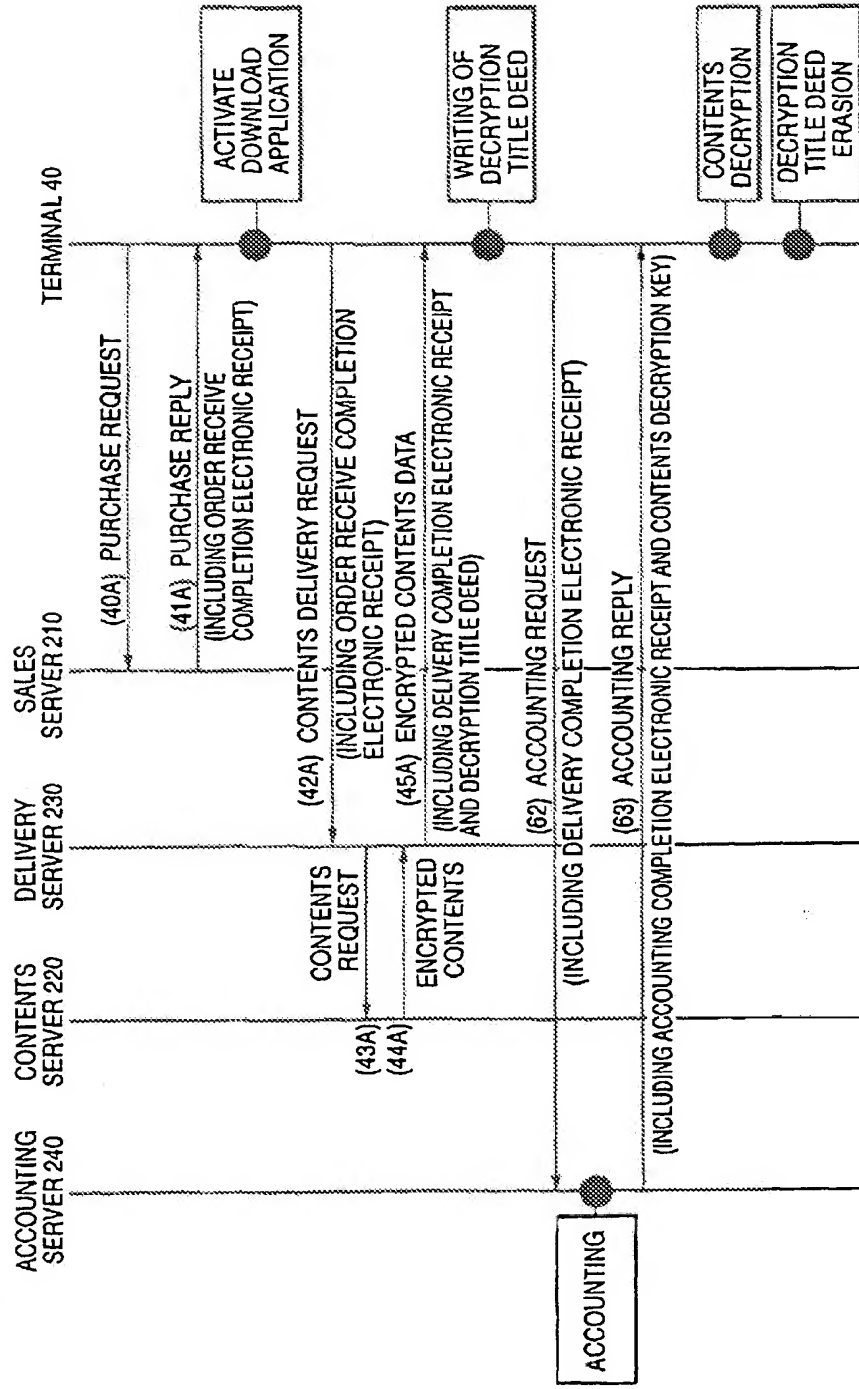 ACCOUNTING
SERVER 240
CONTENTS
SERVER 220
DELIVERY
SERVER 230
SALES
SERVER 210
TERMINAL 40
(40A) PURCHASE REQUEST
(41A) PURCHASE REPLY
(INCLUDING ORDER RECEIVE
COMPLETION ELECTRONIC RECEIPT)
ACTIVATE
DOWNLOAD
APPLICATION
(42A) CONTENTS DELIVERY REQUEST
(INCLUDING ORDER RECEIVE COMPLETION
ELECTRONIC RECEIPT)
CONTENTS
REQUEST
(43A)
(44A)
ENCRYPTED
CONTENTS
(45A) ENCRYPTED CONTENTS DATA
(INCLUDING DELIVERY COMPLETION ELECTRONIC RECEIPT
AND DECRYPTION TITLE DEED)
WRITING OF
DECRYPTION
TITLE DEED
(62) ACCOUNTING REQUEST
(INCLUDING DELIVERY COMPLETION ELECTRONIC RECEIPT)
ACCOUNTING
(63) ACCOUNTING REPLY
(INCLUDING ACCOUNTING COMPLETION ELECTRONIC RECEIPT AND CONTENTS DECRYPTION KEY)
CONTENTS
DECRYPTION
DECRYPTION
TITLE DEED
ERASION